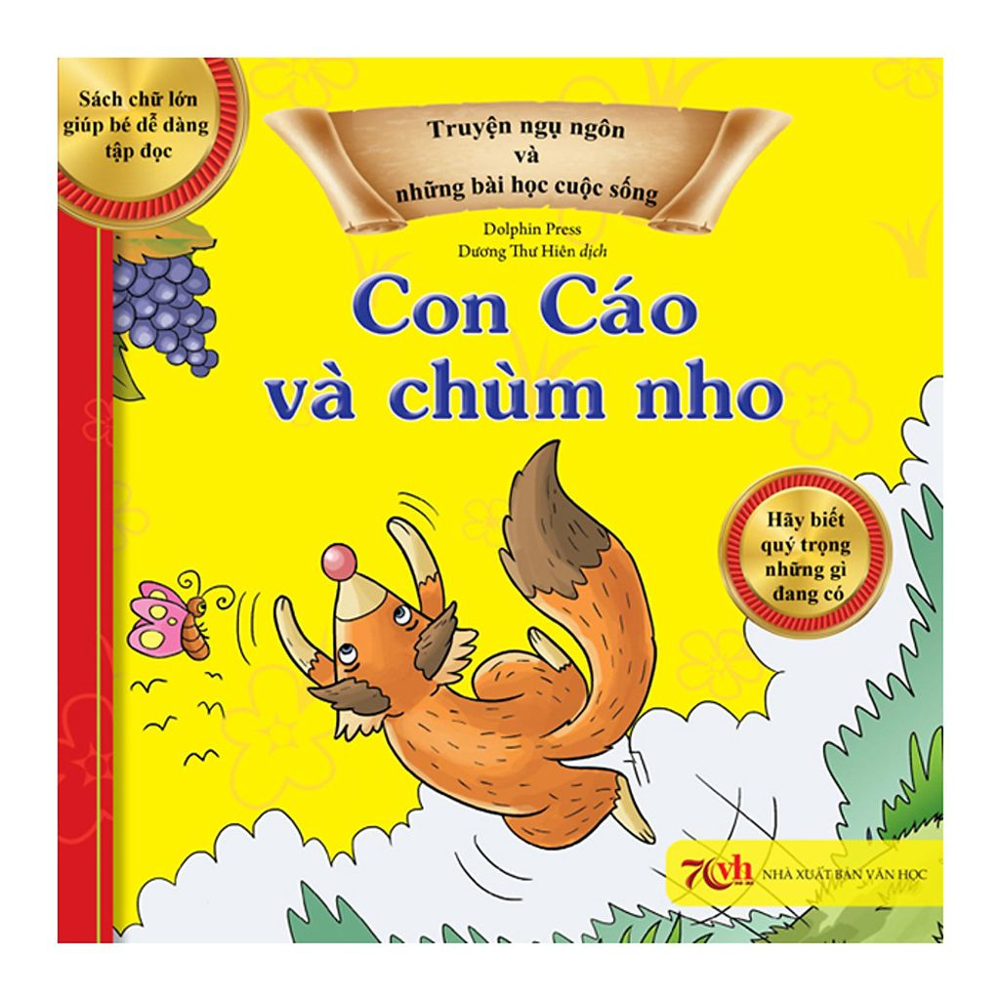 Sách chữ lớn
giúp bé dễ dàng
tập đọc
Truyện ngụ ngôn
và
những bài học cuộc sống
Dolphin Press
Dương Thư Hiên dịch
Con Cáo
và chùm nho
Hãy biết
quý trọng
những gì
đang có
70vh NHÀ XUẤT BẢN VĂN HỌC